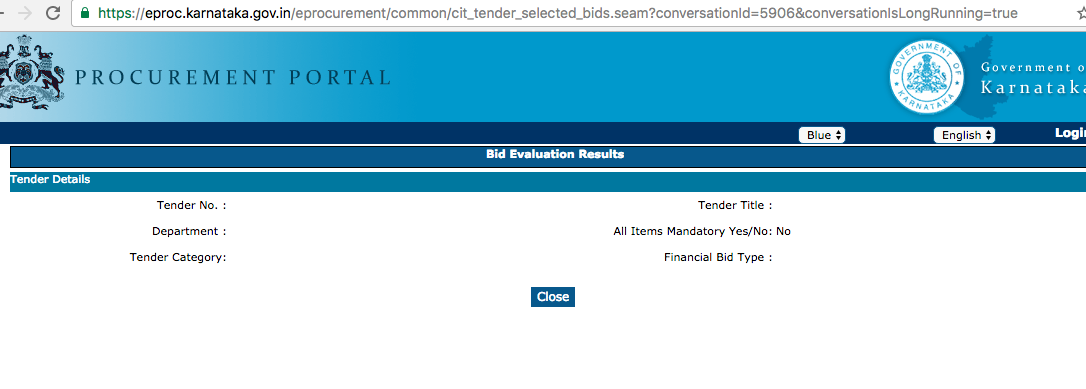 https://eproc.karnataka.gov.in/eprocurement/common/cit_tender_selected_bids.seam?conversationId=5906&conversationIsLongRunning=true
PROCUREMENT PORTAL
GOVERNMENT OF KARNATAKA
Government o
Karnataka
Blue English Login
Bid Evaluation Results
Tender Details
Tender No. : Tender Title :
Department : All Items Mandatory Yes/No: No
Tender Category: Financial Bid Type :
Close